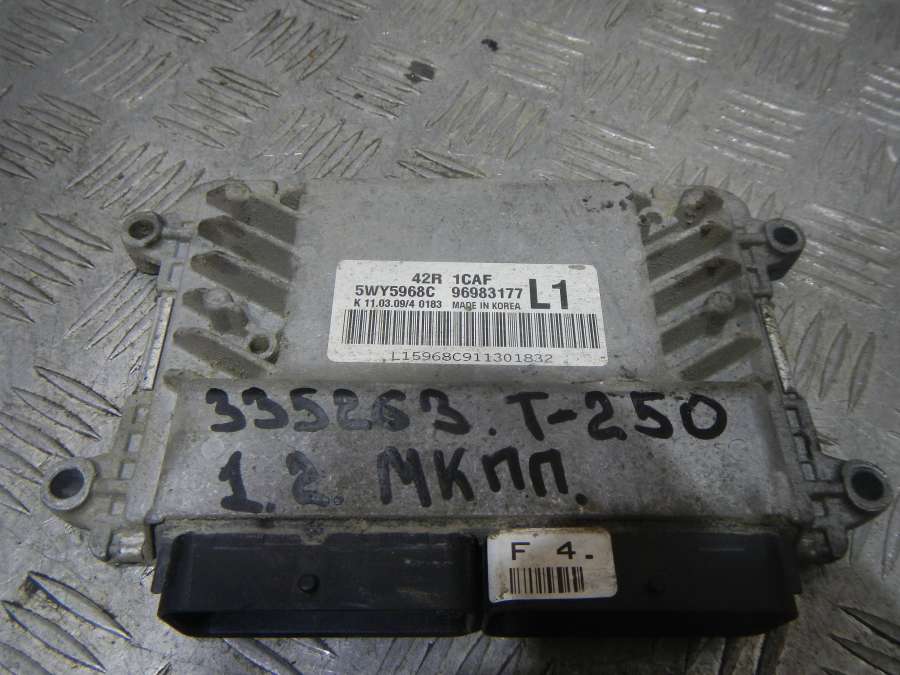 42R 1CAF
5WY5968C 96983177 L1
K 11.03.09/4 0183 MADE IN KOREA
L15968C911301832
335263. T-250
1.2. МКПП.
F 4.